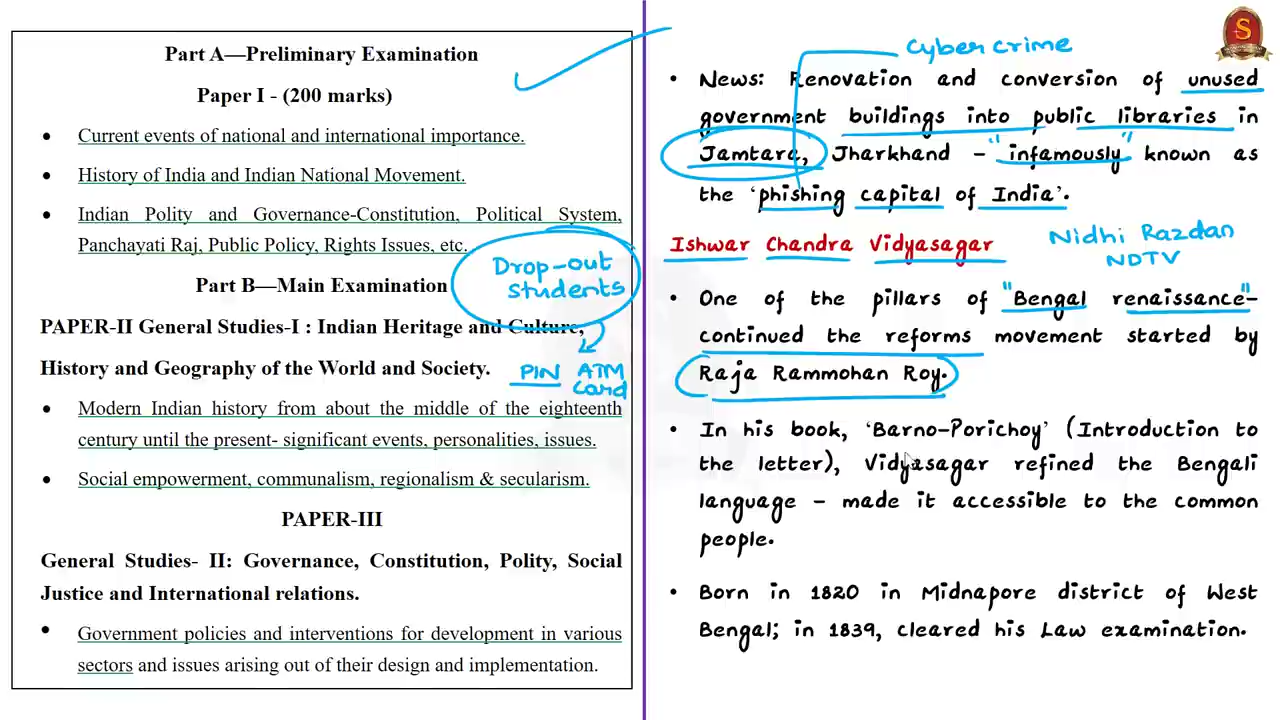 Part A—Preliminary Examination
Paper I - (200 marks)
• Current events of national and international importance.
• History of India and Indian National Movement.
• Indian Polity and Governance-Constitution, Political System,
Panchayati Raj, Public Policy, Rights Issues, etc.
Drop-out
students
Part B—Main Examination
PAPER-II General Studies-I : Indian Heritage and Culture,
History and Geography of the World and Society.
PIN ATM
Card
• Modern Indian history from about the middle of the eighteenth
century until the present- significant events, personalities, issues.
• Social empowerment, communalism, regionalism & secularism.
PAPER-III
General Studies- II: Governance, Constitution, Polity, Social
Justice and International relations.
• Government policies and interventions for development in various
sectors and issues arising out of their design and implementation.
S
Cyber crime
• News: Renovation and conversion of unused
government buildings into public libraries in
Jamtara, Jharkhand – "infamously" known as
the 'phishing capital of India'.
Ishwar Chandra Vidyasagar
Nidhi Razdan
NDTV
• One of the pillars of "Bengal renaissance"–
continued the reforms movement started by
Raja Rammohan Roy.
• In his book, 'Barno-Porichoy' (Introduction to
the letter), Vidyasagar refined the Bengali
language – made it accessible to the common
people.
• Born in 1820 in Midnapore district of West
Bengal; in 1839, cleared his Law examination.